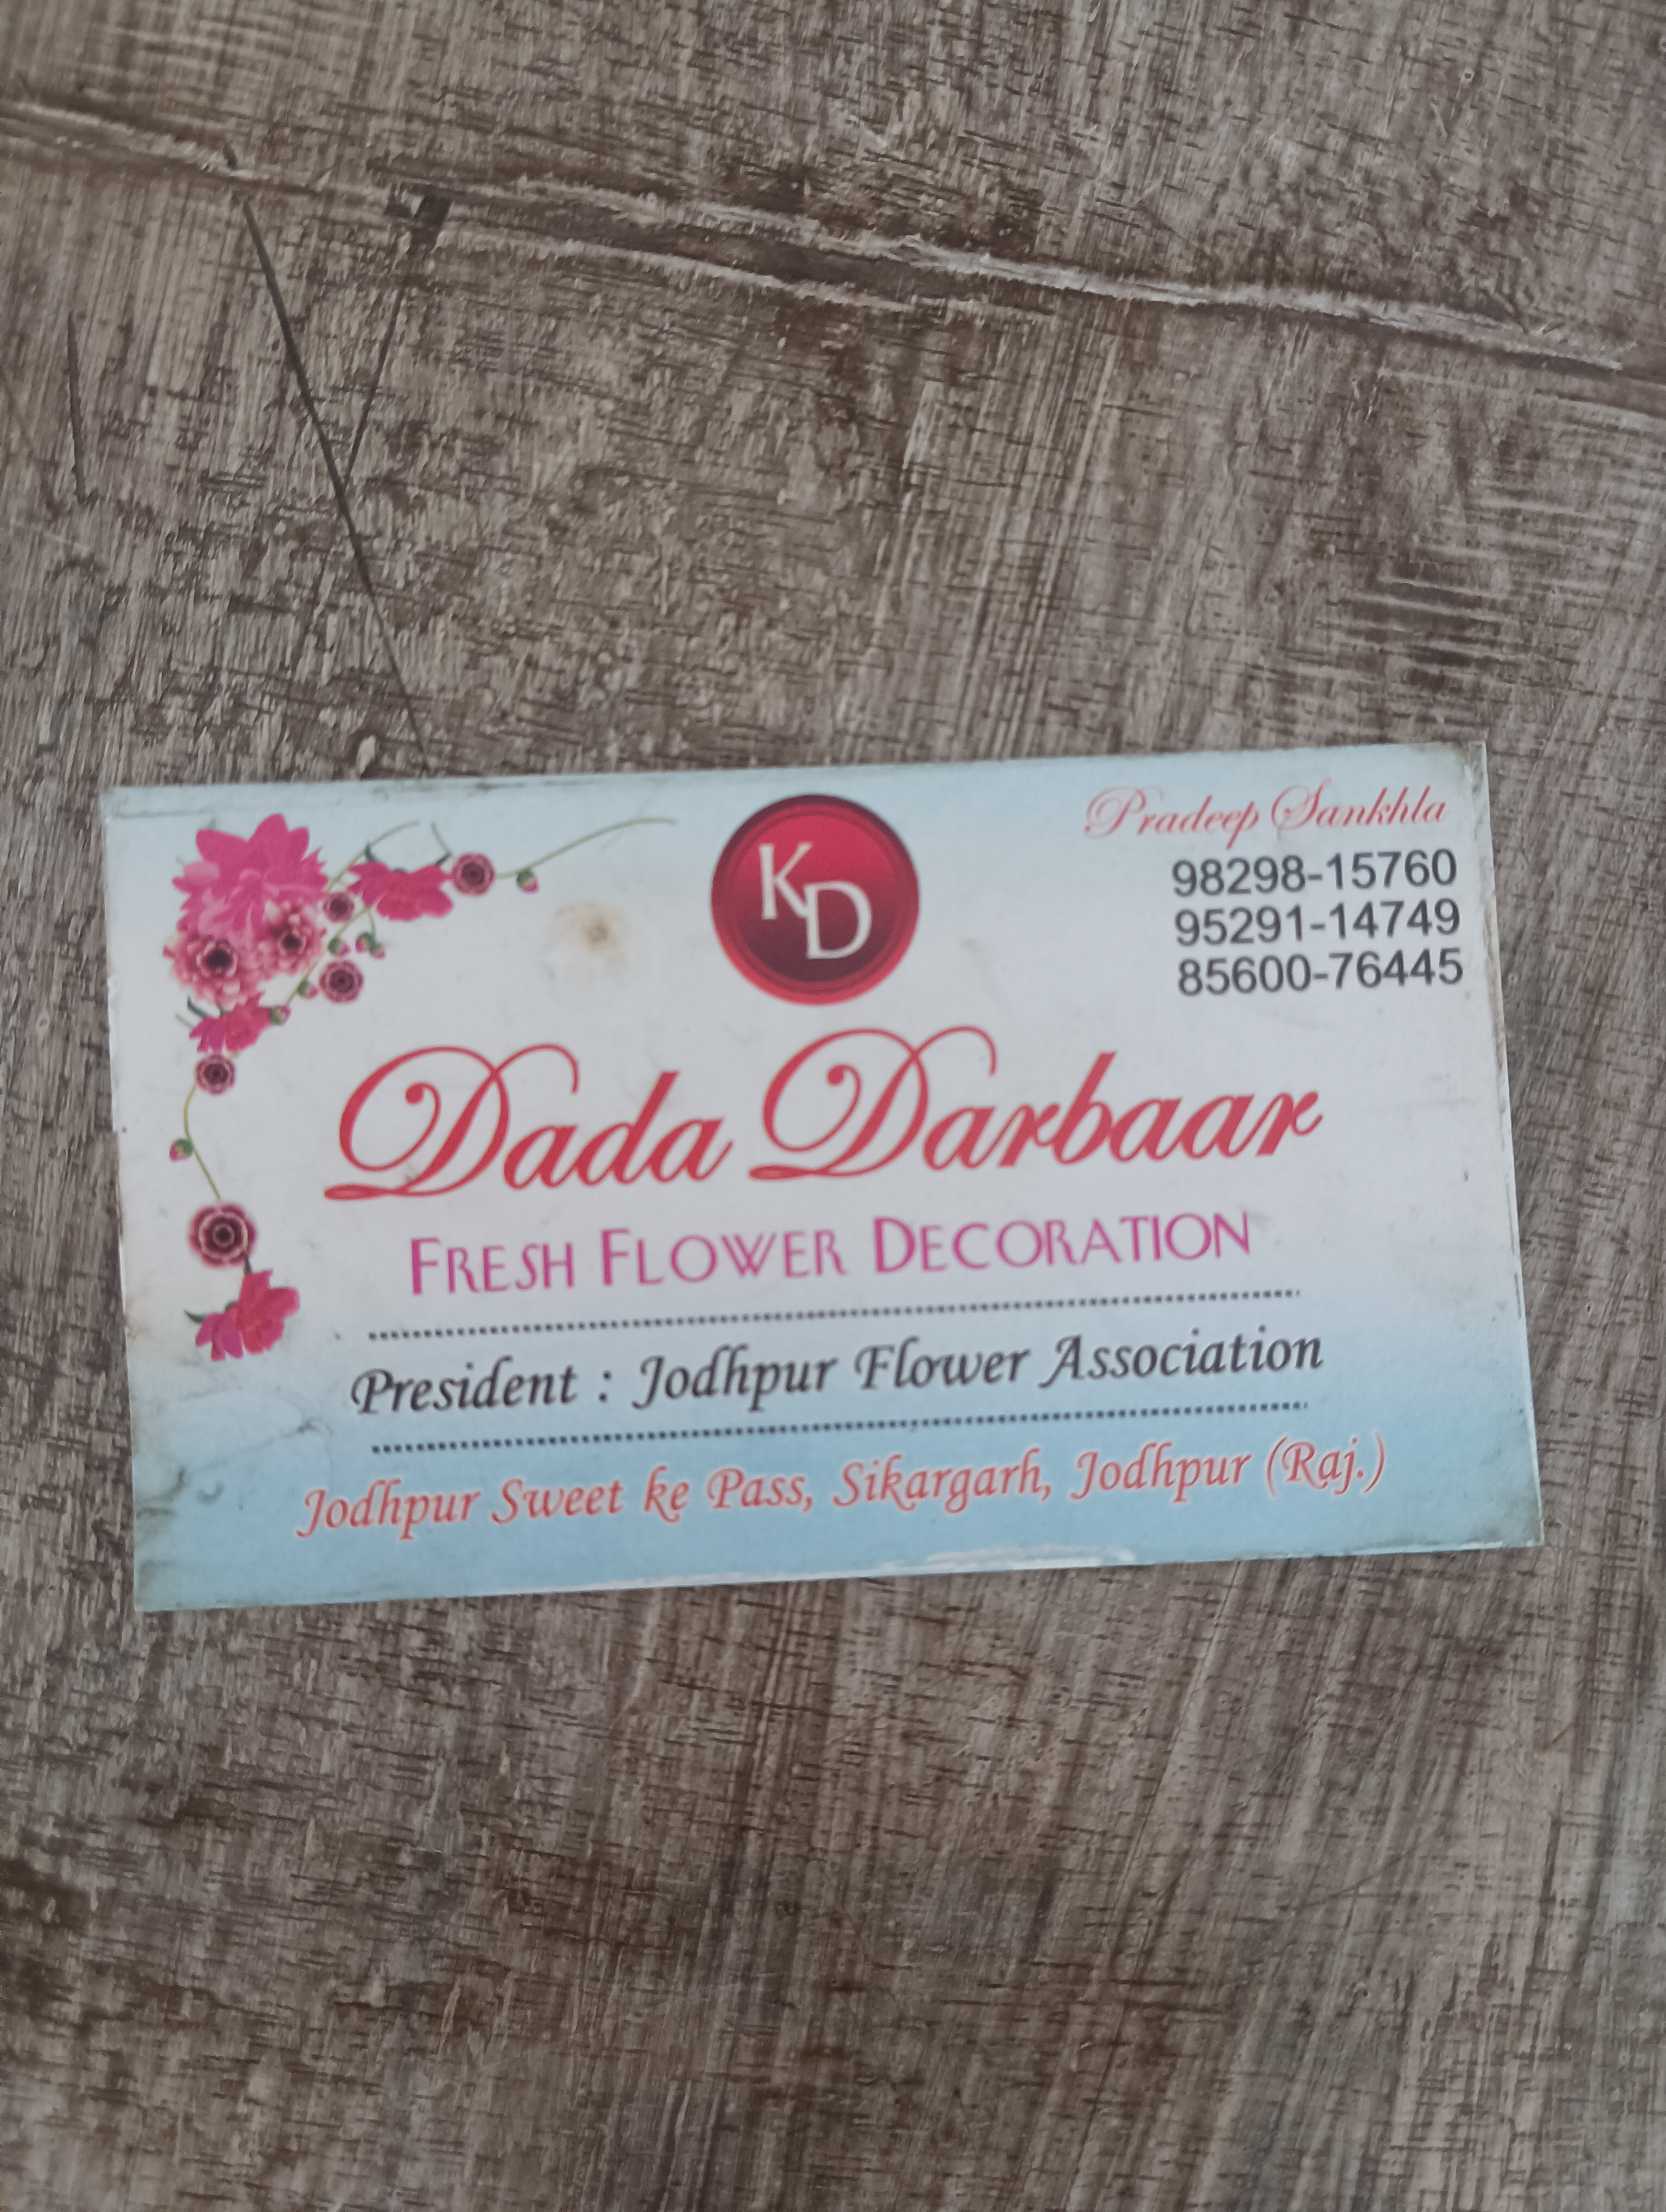 KD
Pradeep Sankhla
98298-15760
95291-14749
85600-76445
Dada Darbaar
FRESH FLOWER DECORATION
President : Jodhpur Flower Association
Jodhpur Sweet ke Pass, Sikargarh, Jodhpur (Raj.)